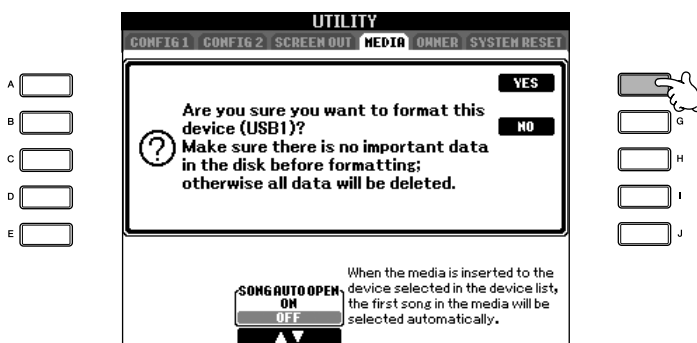 UTILITY
CONFIG 1 CONFIG 2 SCREEN OUT MEDIA OWNER SYSTEM RESET
A
B
C
D
E
YES
NO
Are you sure you want to format this
device (USB1)?
Make sure there is no important data
in the disk before formatting;
otherwise all data will be deleted.
G
H
I
J
SONG AUTO OPEN
ON
OFF
When the media is inserted to the
device selected in the device list,
the first song in the media will be
selected automatically.